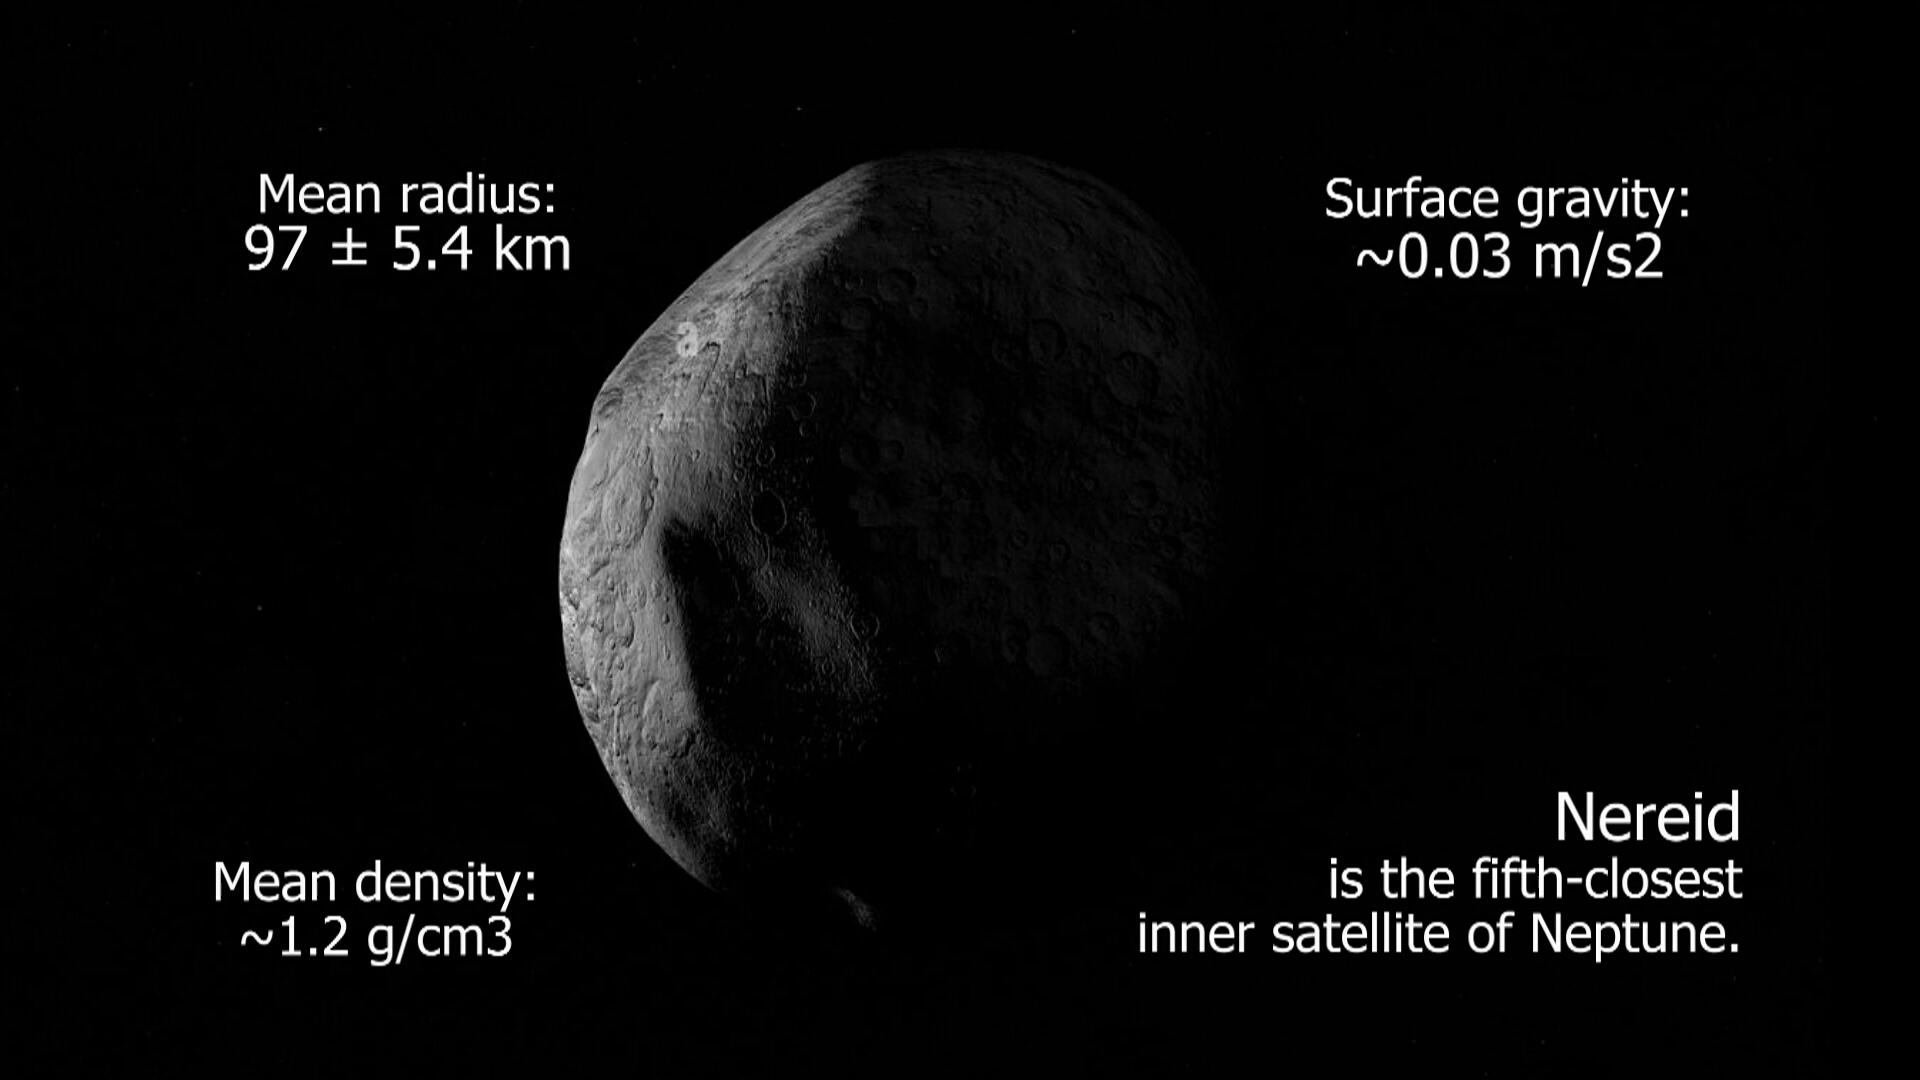 Mean radius:
97 ± 5.4 km
Surface gravity:
~0.03 m/s2
a
Mean density:
~1.2 g/cm3
Nereid
is the fifth-closest
inner satellite of Neptune.